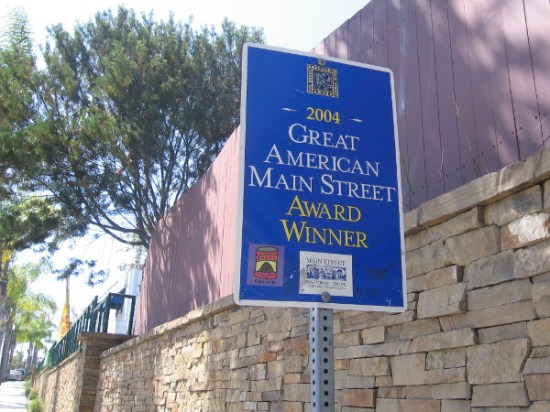 2004
GREAT
AMERICAN
MAIN STREET
AWARD
WINNER
MAIN STREET